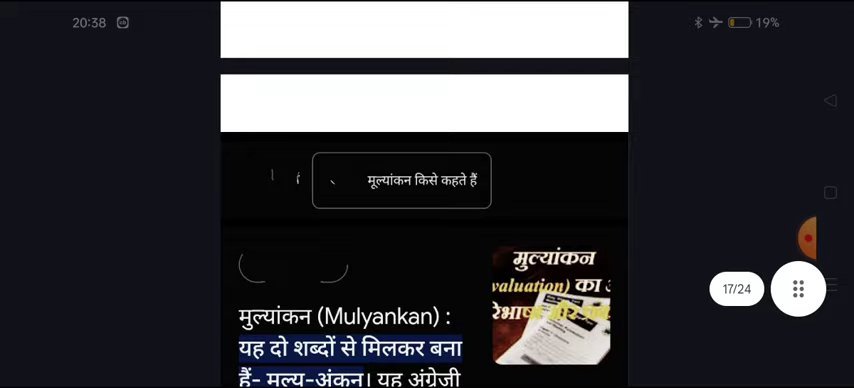 20:38
19%
मूल्यांकन किसे कहते हैं
मुल्यांकन
valuation) का
17/24
मुल्यांकन (Mulyankan) :
यह दो शब्दों से मिलकर बना
हैं- मूल्य-अंकन। यह अंग्रेजी